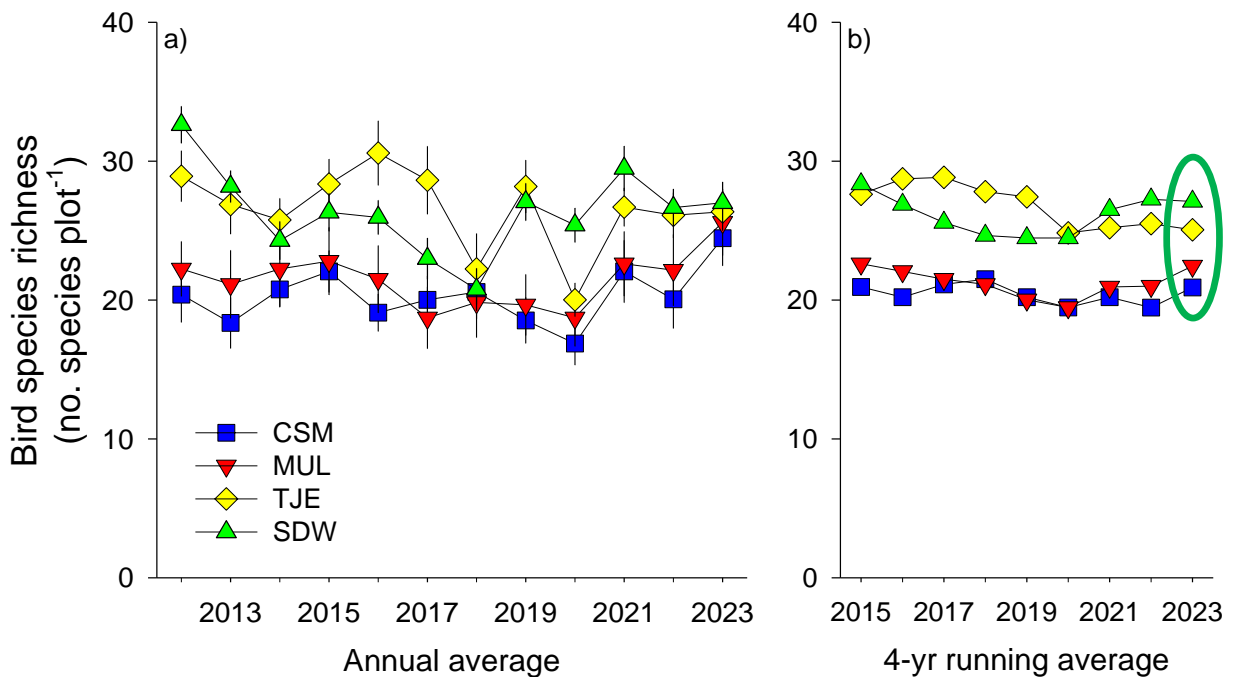 Bird species richness
(no. species plot⁻¹)
a)
40
30
20
10
0
CSM
MUL
TJE
SDW
2013 2015 2017 2019 2021 2023
Annual average
b)
40
30
20
10
0
2015 2017 2019 2021 2023
4-yr running average